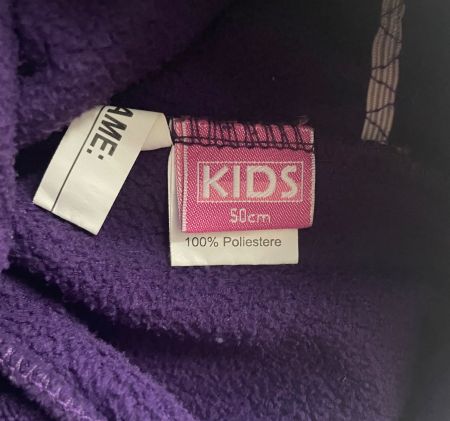 AME:
KIDS
50cm
100% Poliestere